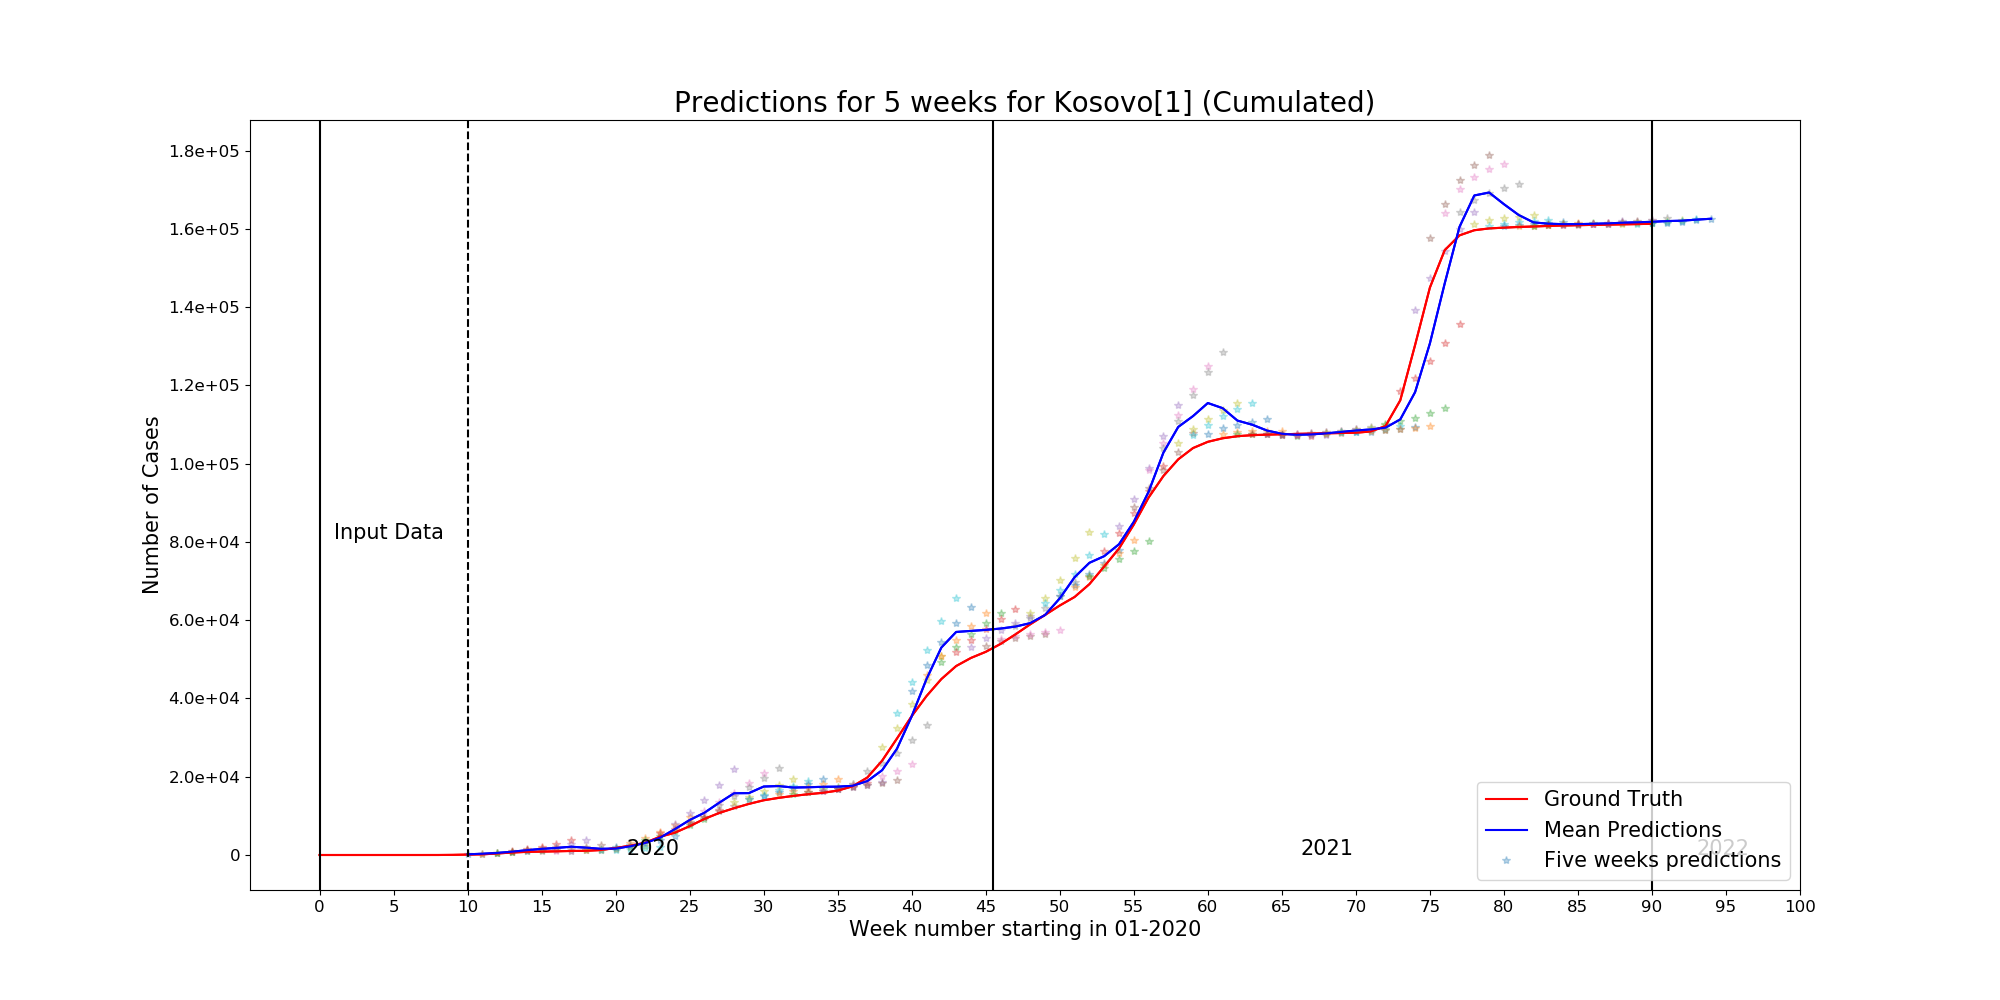 Predictions for 5 weeks for Kosovo[1] (Cumulated)
Number of Cases
1.8e+05
1.6e+05
1.4e+05
1.2e+05
1.0e+05
8.0e+04
6.0e+04
4.0e+04
2.0e+04
0
Input Data
2020
2021
2022
Ground Truth
Mean Predictions
Five weeks predictions
0 5 10 15 20 25 30 35 40 45 50 55 60 65 70 75 80 85 90 95 100
Week number starting in 01-2020